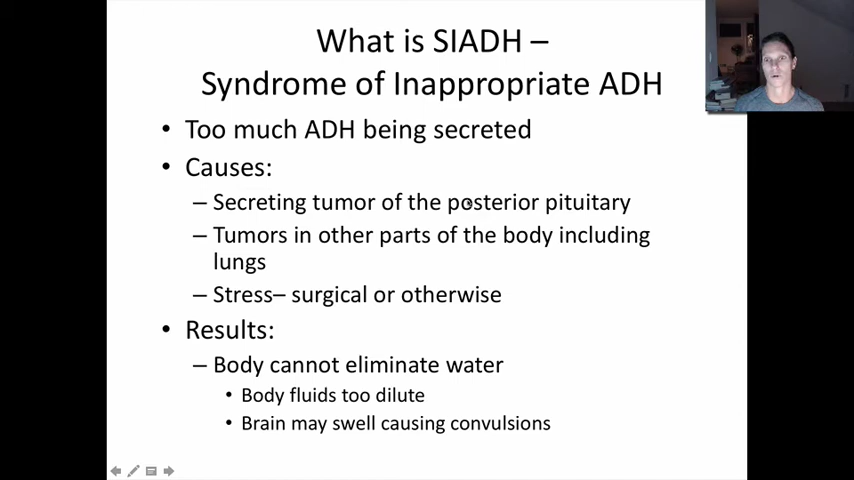 What is SIADH –
Syndrome of Inappropriate ADH
• Too much ADH being secreted
• Causes:
– Secreting tumor of the posterior pituitary
– Tumors in other parts of the body including
lungs
– Stress– surgical or otherwise
• Results:
– Body cannot eliminate water
• Body fluids too dilute
• Brain may swell causing convulsions